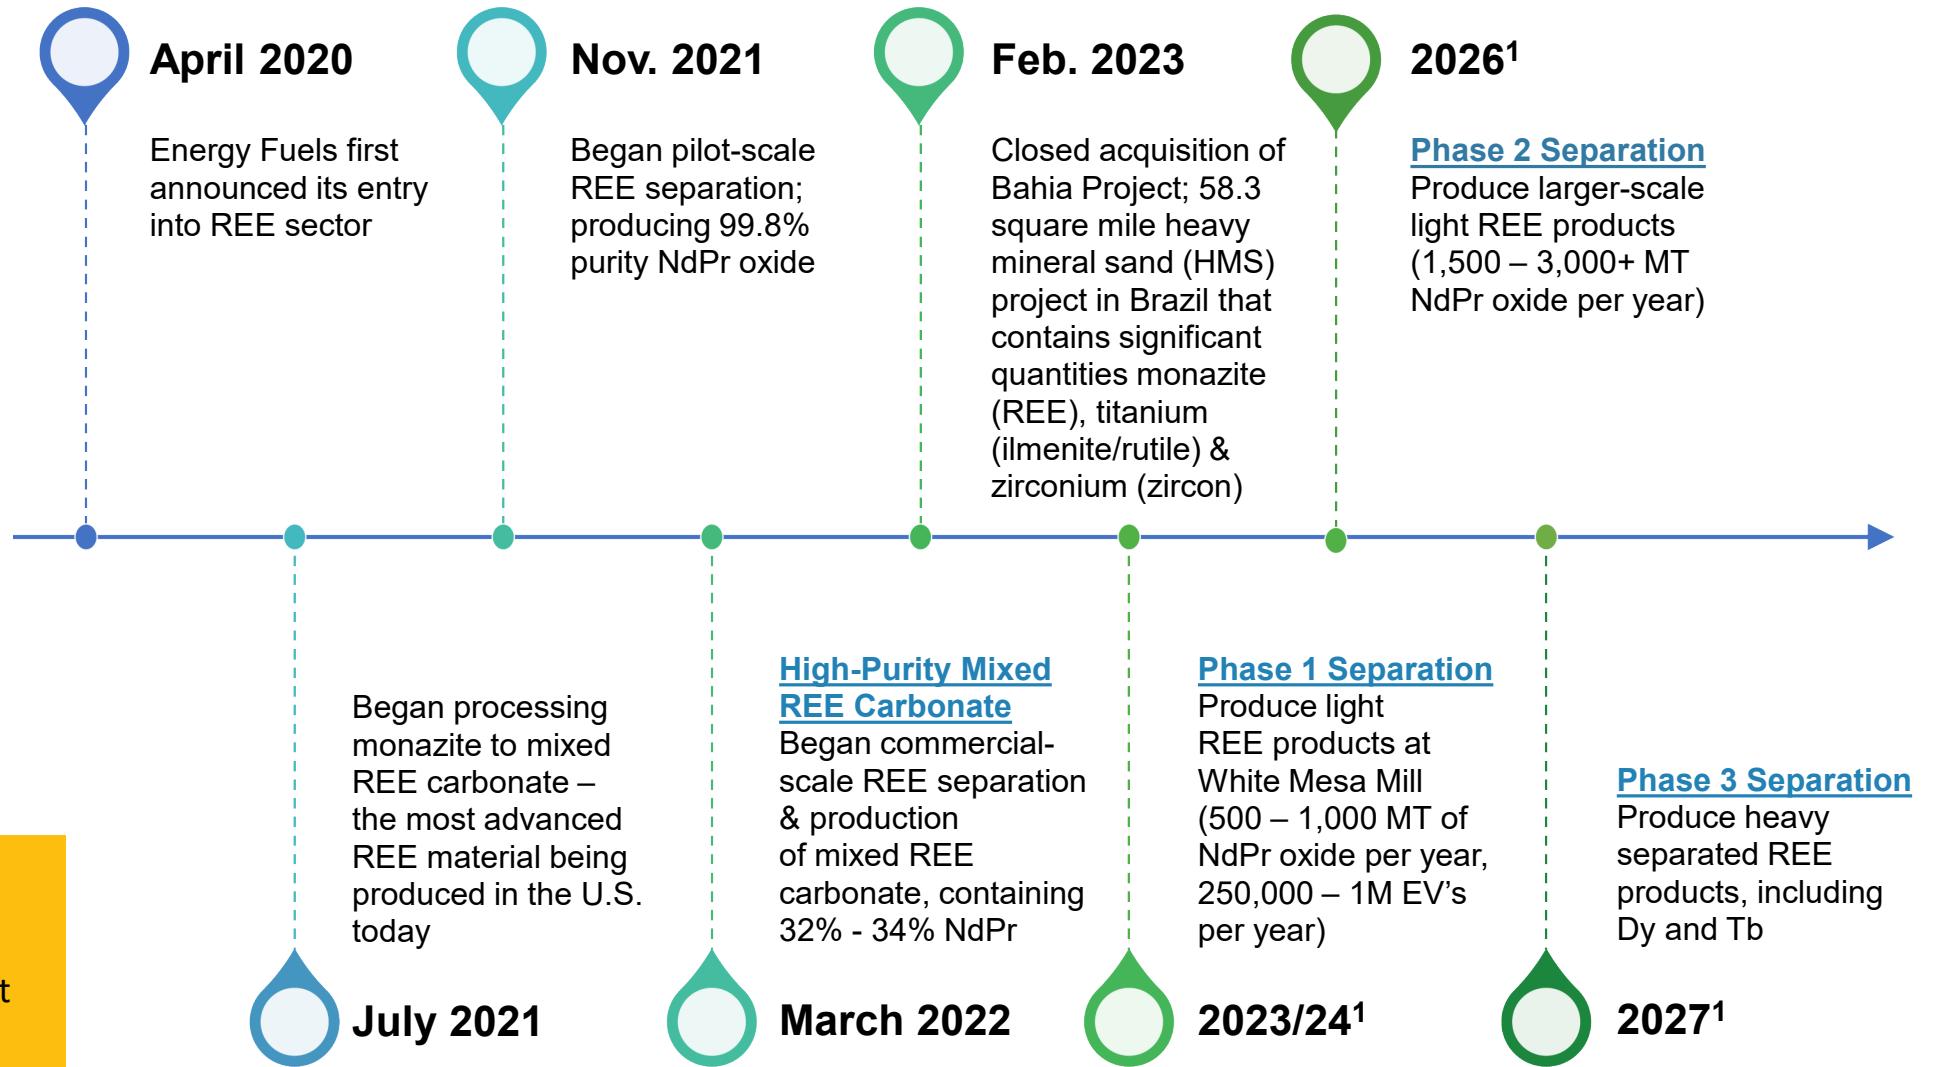 April 2020
Energy Fuels first
announced its entry
into REE sector
Nov. 2021
Began pilot-scale
REE separation;
producing 99.8%
purity NdPr oxide
Feb. 2023
Closed acquisition of
Bahia Project; 58.3
square mile heavy
mineral sand (HMS)
project in Brazil that
contains significant
quantities monazite
(REE), titanium
(ilmenite/rutile) &
zirconium (zircon)
2026¹
Phase 2 Separation
Produce larger-scale
light REE products
(1,500 – 3,000+ MT
NdPr oxide per year)
Began processing
monazite to mixed
REE carbonate –
the most advanced
REE material being
produced in the U.S.
today
July 2021
High-Purity Mixed
REE Carbonate
Began commercial-
scale REE separation
& production
of mixed REE
carbonate, containing
32% - 34% NdPr
March 2022
Phase 1 Separation
Produce light
REE products at
White Mesa Mill
(500 – 1,000 MT of
NdPr oxide per year,
250,000 – 1M EV’s
per year)
2023/24¹
Phase 3 Separation
Produce heavy
separated REE
products, including
Dy and Tb
2027¹